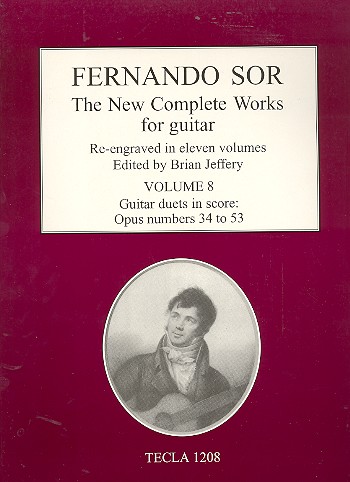 FERNANDO SOR
The New Complete Works
for guitar
Re-engraved in eleven volumes
Edited by Brian Jeffery
VOLUME 8
Guitar duets in score:
Opus numbers 34 to 53
TECLA 1208